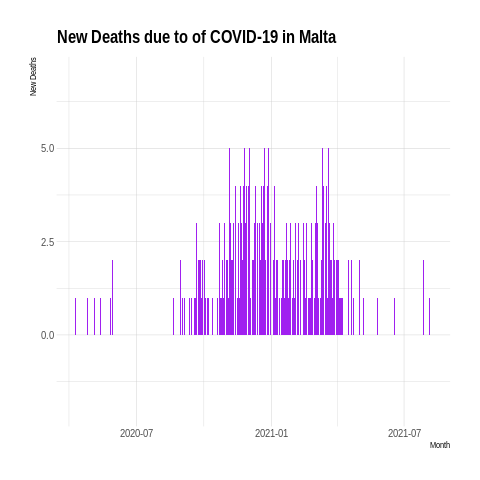 New Deaths due to of COVID-19 in Malta
New Deaths
5.0
2.5
0.0
2020-07
2021-01
2021-07
Month